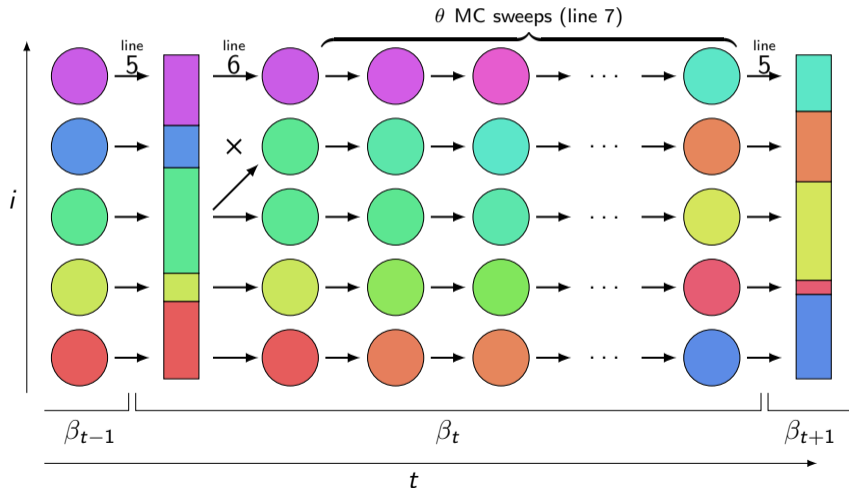 θ MC sweeps (line 7)
line
5
line
6
line
5
×
i
· · ·
· · ·
· · ·
· · ·
· · ·
β_{t−1}
β_t
β_{t+1}
t